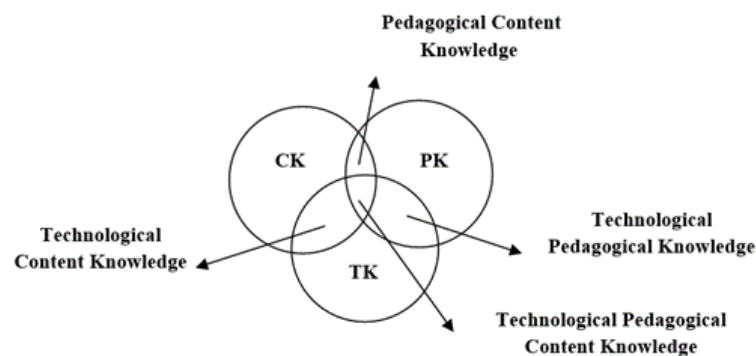 Pedagogical Content
Knowledge
CK
PK
Technological
Content Knowledge
Technological
Pedagogical Knowledge
TK
Technological Pedagogical
Content Knowledge